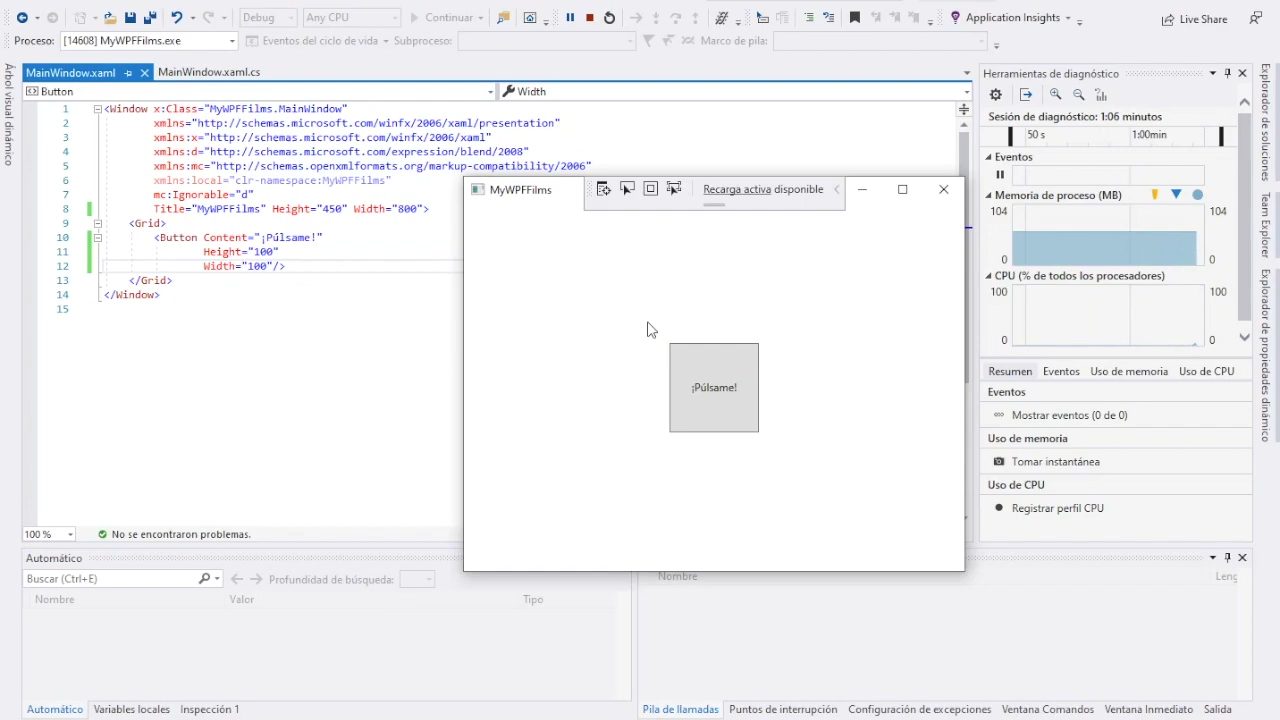 Debug
Any CPU
Continuar
Application Insights
Live Share
Proceso:
[14608] MyWPFFilms.exe
Eventos del ciclo de vida
Subproceso:
Marco de pila:
Árbol visual dinámico
MainWindow.xaml
MainWindow.xaml.cs
Button
Width
1 <Window x:Class="MyWPFFilms.MainWindow"
2 xmlns="http://schemas.microsoft.com/winfx/2006/xaml/presentation"
3 xmlns:x="http://schemas.microsoft.com/winfx/2006/xaml"
4 xmlns:d="http://schemas.microsoft.com/expression/blend/2008"
5 xmlns:mc="http://schemas.openxmlformats.org/markup-compatibility/2006"
6 xmlns:local="clr-namespace:MyWPFFilms"
7 mc:Ignorable="d"
8 Title="MyWPFFilms" Height="450" Width="800">
9 <Grid>
10 <Button Content="¡Púlsame!"
11 Height="100"
12 Width="100"/>
13 </Grid>
14 </Window>
15
MyWPFFilms
Recarga activa disponible
¡Púlsame!
100 %
No se encontraron problemas.
Herramientas de diagnóstico
Sesión de diagnóstico: 1:06 minutos
50 s
1:00min
Eventos
Memoria de proceso (MB)
104
104
0
0
CPU (% de todos los procesadores)
100
100
0
0
Resumen
Eventos
Uso de memoria
Uso de CPU
Eventos
Mostrar eventos (0 de 0)
Uso de memoria
Tomar instantánea
Uso de CPU
Registrar perfil CPU
Explorador de soluciones
Team Explorer
Explorador de propiedades dinámico
Automático
Buscar (Ctrl+E)
Profundidad de búsqueda:
Nombre
Valor
Tipo
Nombre
Leng
Automático
Variables locales
Inspección 1
Pila de llamadas
Puntos de interrupción
Configuración de excepciones
Ventana Comandos
Ventana Inmediato
Salida